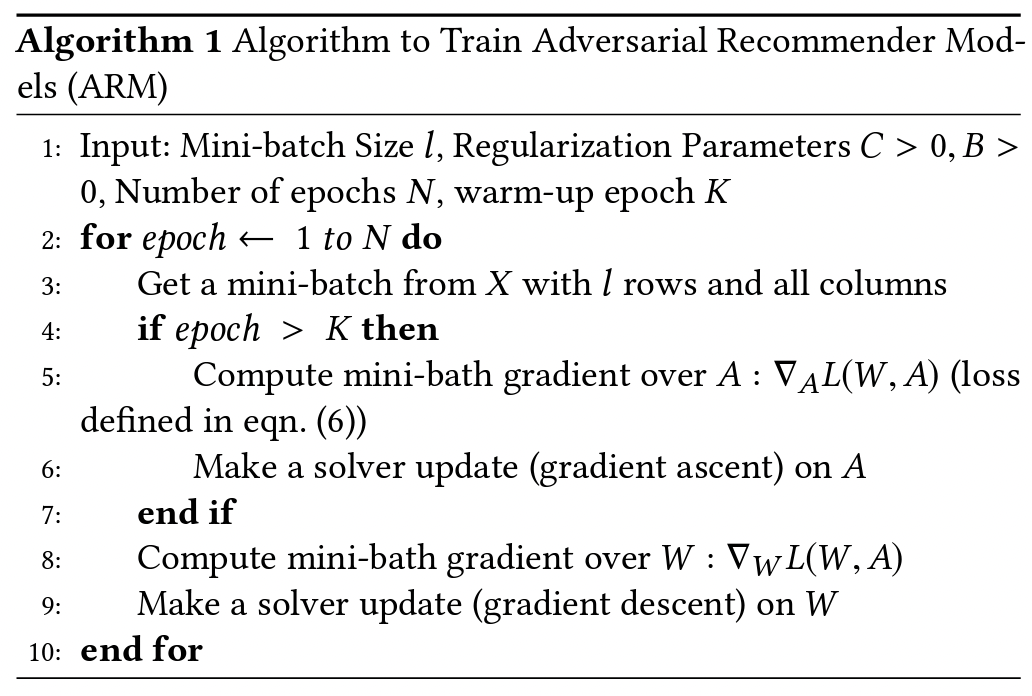 Algorithm 1 Algorithm to Train Adversarial Recommender Mod-
els (ARM)
1: Input: Mini-batch Size l, Regularization Parameters C > 0, B >
0, Number of epochs N, warm-up epoch K
2: for epoch ← 1 to N do
3: Get a mini-batch from X with l rows and all columns
4: if epoch > K then
5: Compute mini-bath gradient over A : ∇_A L(W, A) (loss
defined in eqn. (6))
6: Make a solver update (gradient ascent) on A
7: end if
8: Compute mini-bath gradient over W : ∇_W L(W, A)
9: Make a solver update (gradient descent) on W
10: end for